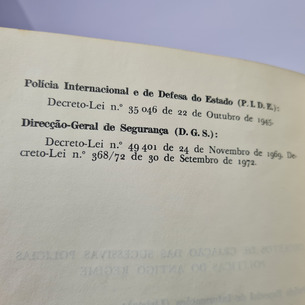 Polícia Internacional e de Defesa do Estado (P. I. D. E.):
Decreto-Lei n.º 35 046 de 22 de Outubro de 1945.
Direcção-Geral de Segurança (D. G. S.):
Decreto-Lei n.º 49 401 de 24 de Novembro de 1969. De-
creto-Lei n.º 368/72 de 30 de Setembro de 1972.